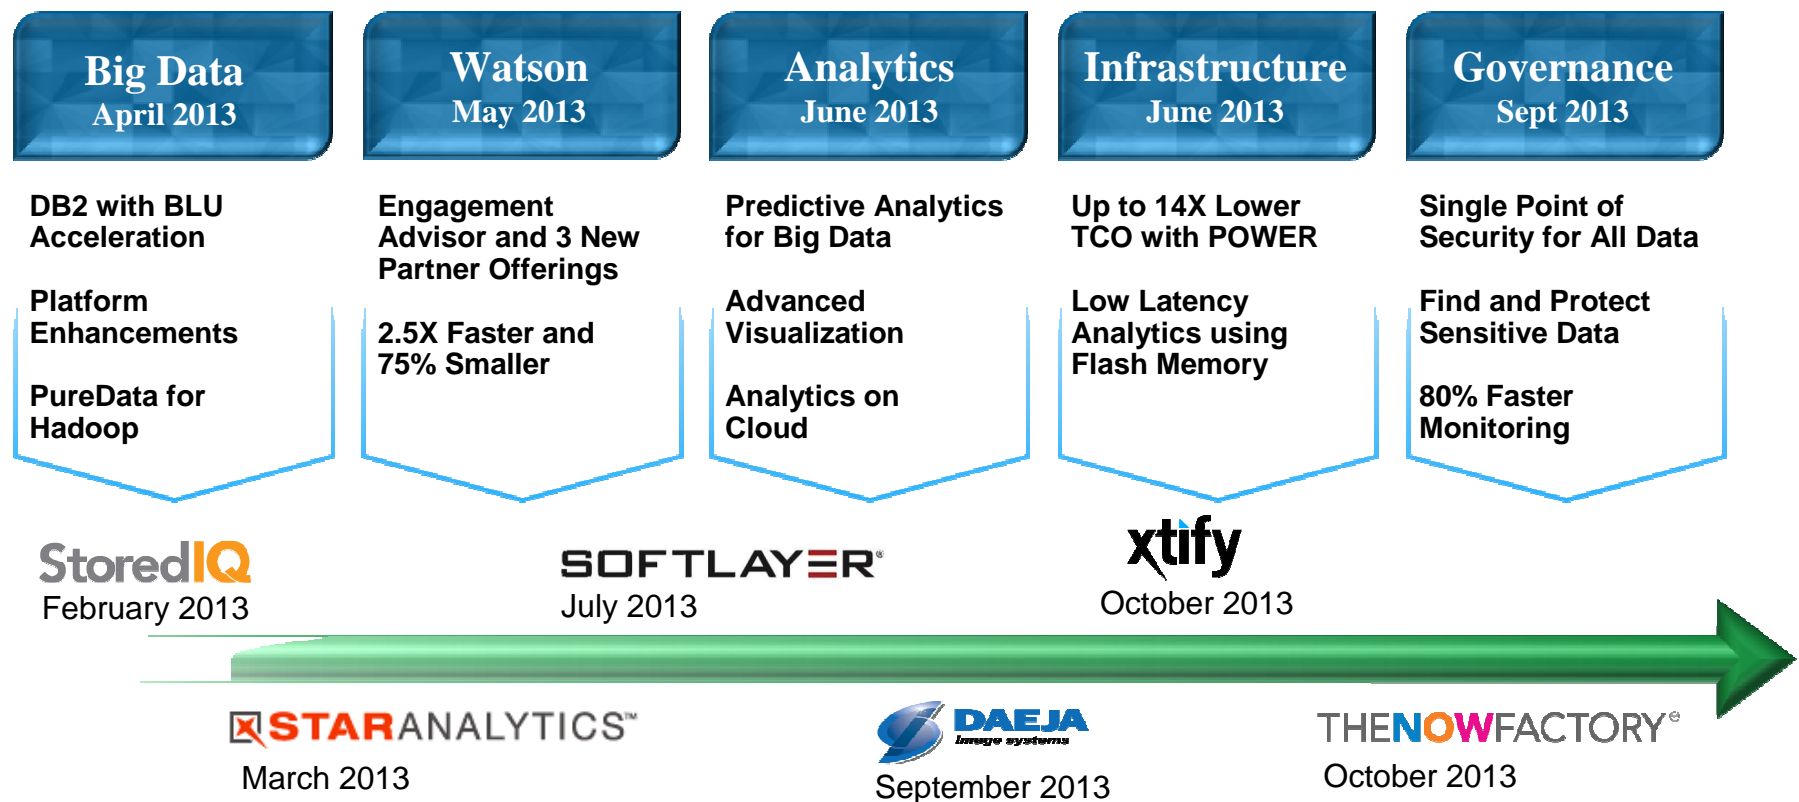 Big Data
April 2013
Watson
May 2013
Analytics
June 2013
Infrastructure
June 2013
Governance
Sept 2013
DB2 with BLU
Acceleration
Platform
Enhancements
PureData for
Hadoop
Engagement
Advisor and 3 New
Partner Offerings
2.5X Faster and
75% Smaller
Predictive Analytics
for Big Data
Advanced
Visualization
Analytics on
Cloud
Up to 14X Lower
TCO with POWER
Low Latency
Analytics using
Flash Memory
Single Point of
Security for All Data
Find and Protect
Sensitive Data
80% Faster
Monitoring
StoredIQ
February 2013
SOFTLAYER®
July 2013
xtify
October 2013
STARANALYTICS™
March 2013
DAEJA
Image systems
September 2013
THENOWFACTORY℮
October 2013